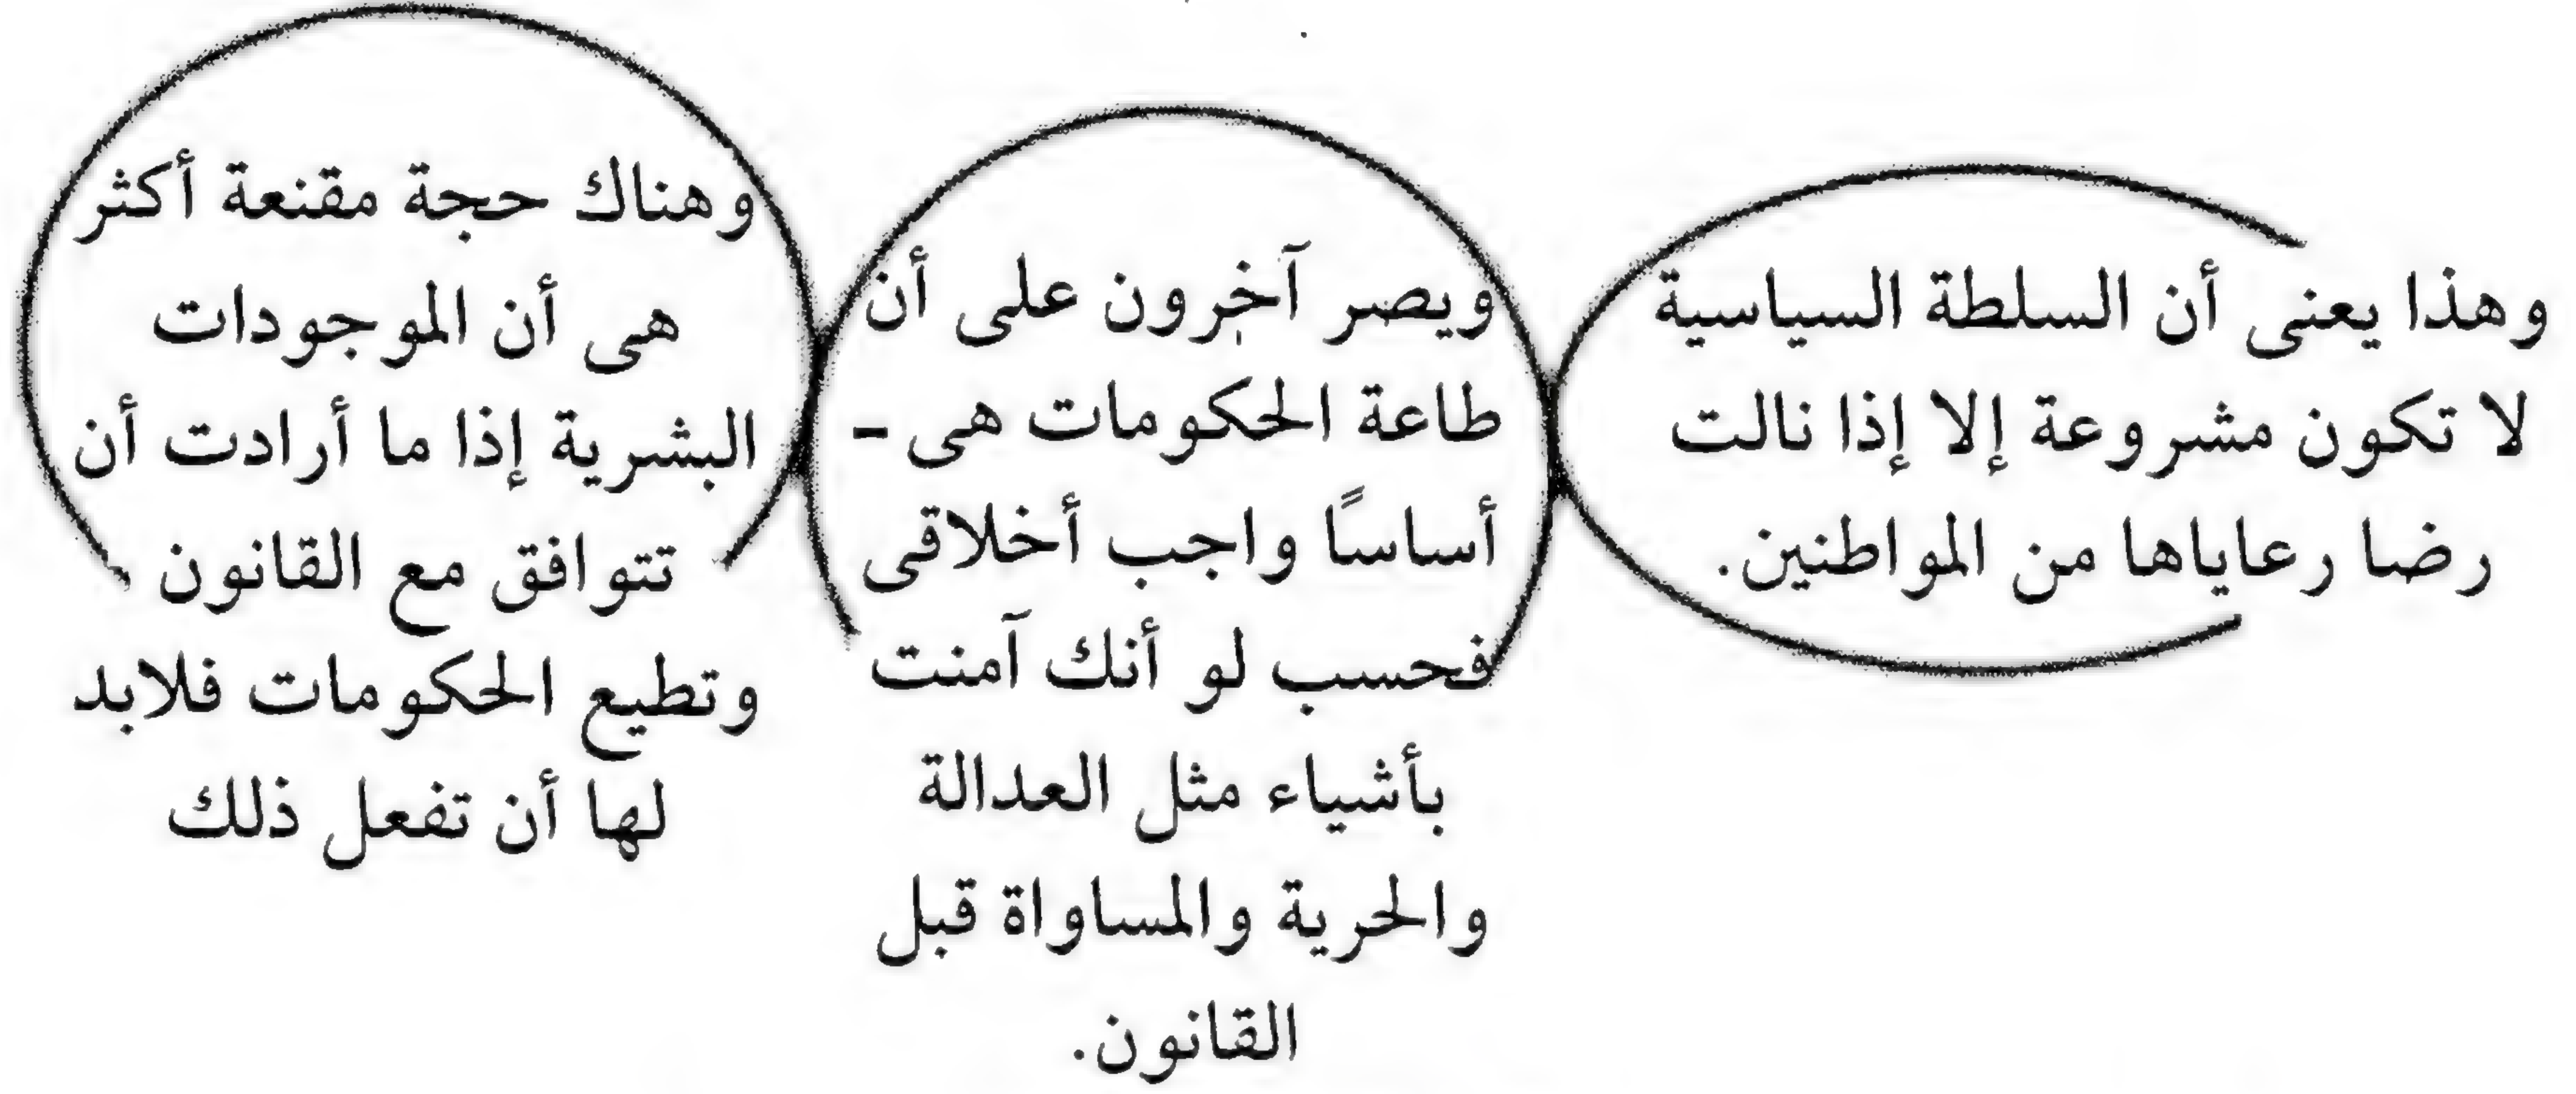 وهذا يعنى أن السلطة السياسية
لا تكون مشروعة إلا إذا نالت
رضا رعاياها من المواطنين.
ويصر آخرون على أن
طاعة الحكومات هى -
أساسًا واجب أخلاقى
فحسب لو أنك آمنت
بأشياء مثل العدالة
والحرية والمساواة قبل
القانون.
وهناك حجة مقنعة أكثر
هى أن الموجودات
البشرية إذا ما أرادت أن
تتوافق مع القانون
وتطيع الحكومات فلابد
لها أن تفعل ذلك